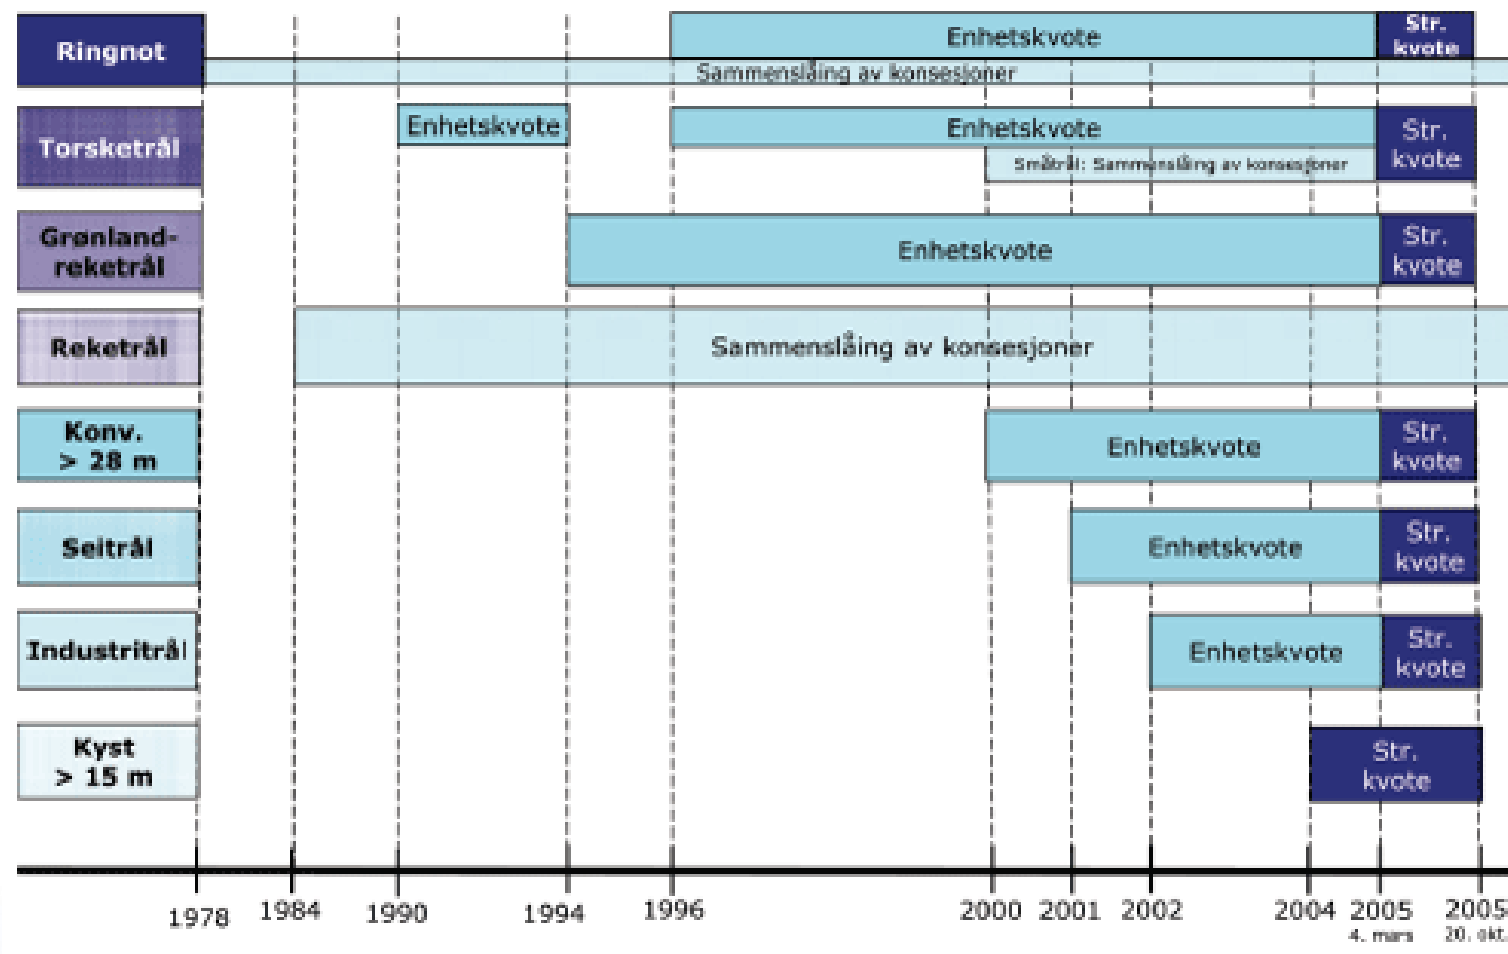 Ringnot
Enhetskvote
Str.
kvote
Sammenslåing av konsesjoner
Torsketrål
Enhetskvote
Enhetskvote
Str.
kvote
Småtrål: Sammenslåing av konsesjoner
Grønland-
reketrål
Enhetskvote
Str.
kvote
Reketrål
Sammenslåing av konsesjoner
Konv.
> 28 m
Enhetskvote
Str.
kvote
Seitrål
Enhetskvote
Str.
kvote
Industritrål
Enhetskvote
Str.
kvote
Kyst
> 15 m
Str.
kvote
1978 1984 1990 1994 1996 2000 2001 2002 2004 2005 2005
4. mars 20. okt.